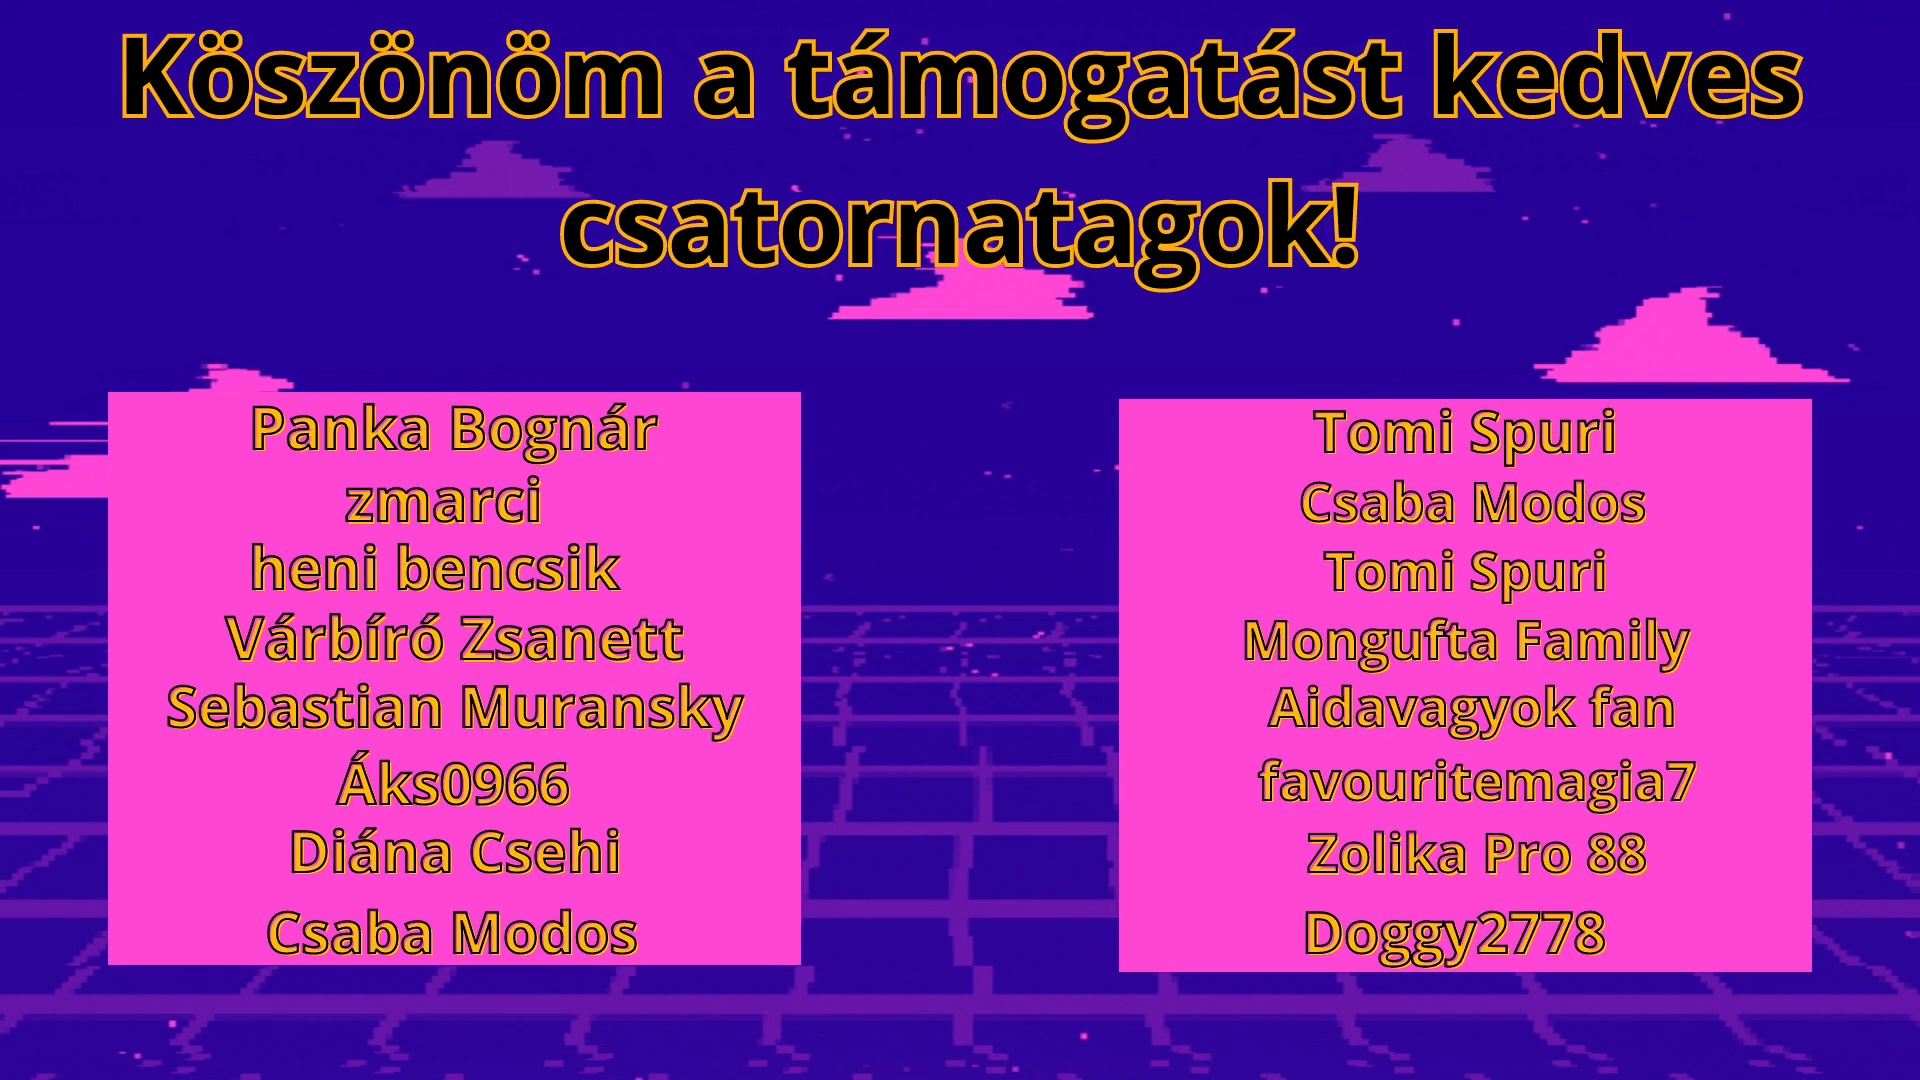 Köszönöm a támogatást kedves
csatornatagok!
Panka Bognár
zmarci
heni bencsik
Várbíró Zsanett
Sebastian Muransky
Áks0966
Diána Csehi
Csaba Modos
Tomi Spuri
Csaba Modos
Tomi Spuri
Mongufta Family
Aidavagyok fan
favouritemagia7
Zolika Pro 88
Doggy2778